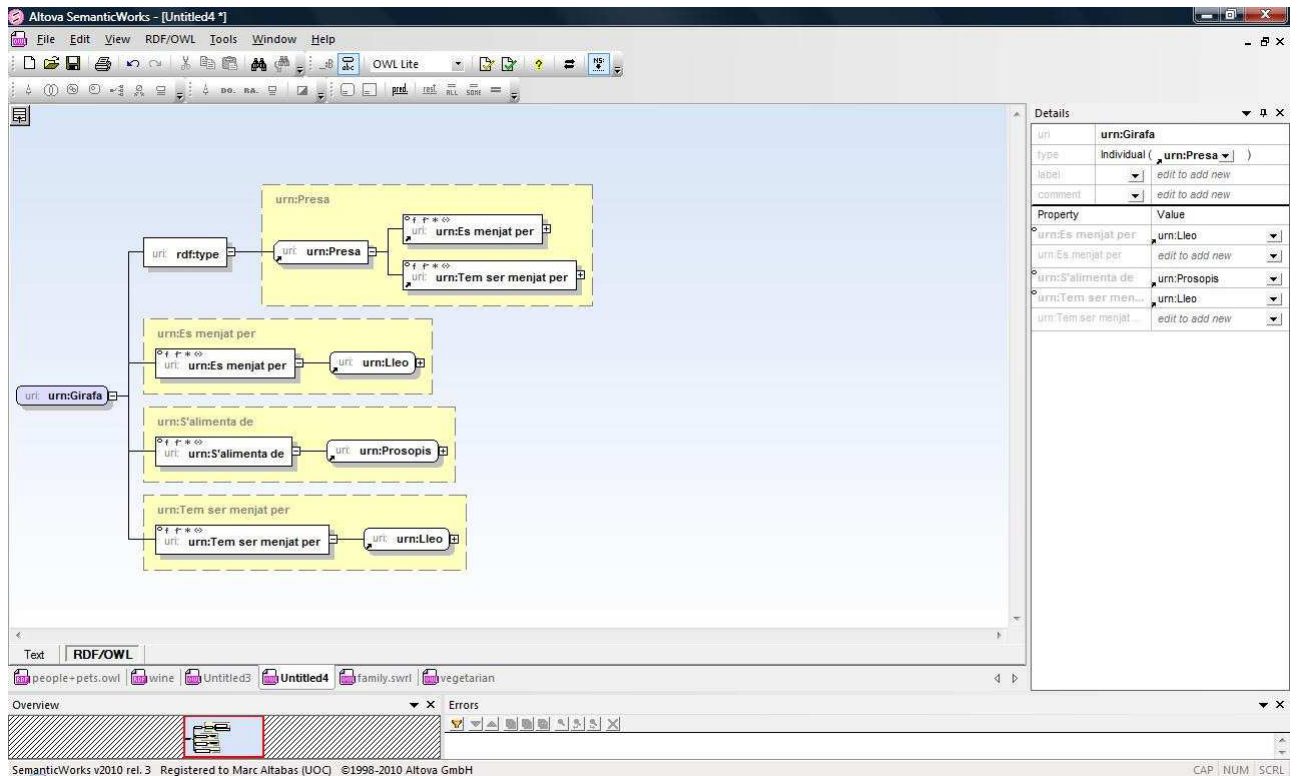 Altova SemanticWorks - [Untitled4 *]
File Edit View RDF/OWL Tools Window Help
OWL Lite
DO. RA. pred. rest. ALL SOME
urn:Presa
uri: rdf:type
uri: urn:Presa
uri: urn:Es menjat per
uri: urn:Tem ser menjat per
urn:Es menjat per
uri: urn:Es menjat per
uri: urn:Lleo
uri: urn:Girafa
urn:S'alimenta de
uri: urn:S'alimenta de
uri: urn:Prosopis
urn:Tem ser menjat per
uri: urn:Tem ser menjat per
uri: urn:Lleo
Details
uri urn:Girafa
type Individual ( urn:Presa )
label edit to add new
comment edit to add new
Property Value
urn:Es menjat per urn:Lleo
urn:Es menjat per edit to add new
urn:S'alimenta de urn:Prosopis
urn:Tem ser men... urn:Lleo
urn:Tem ser menjat ... edit to add new
Text RDF/OWL
people+pets.owl wine Untitled3 Untitled4 family.swrl vegetarian
Overview
Errors
SemanticWorks v2010 rel. 3 Registered to Marc Altabas (UOC) ©1998-2010 Altova GmbH
CAP NUM SCRL